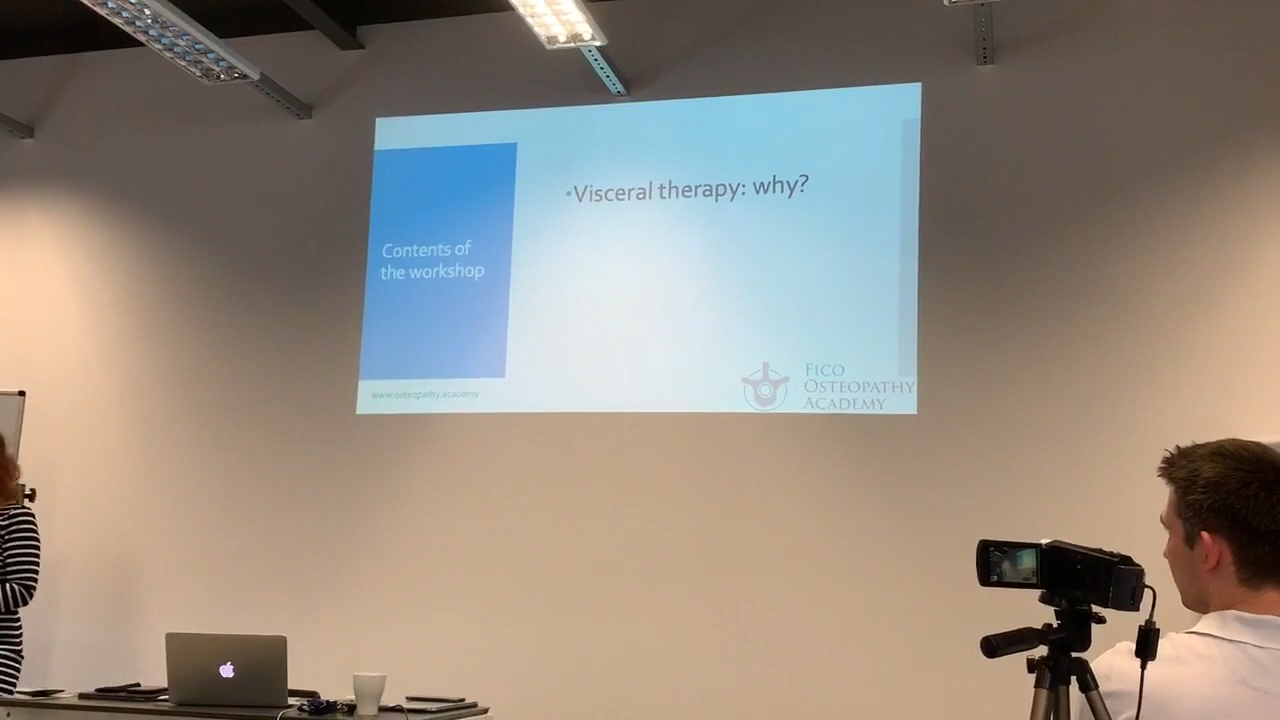 •Visceral therapy: why?
Contents of
the workshop
www.osteopathy.academy
FICO
OSTEOPATHY
ACADEMY